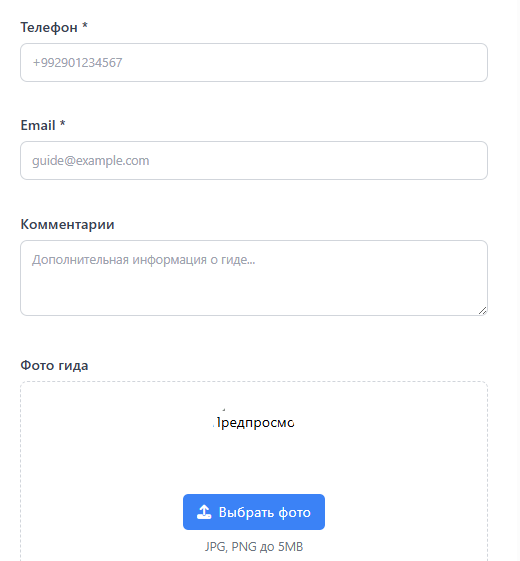 Телефон *
+992901234567
Email *
guide@example.com
Комментарии
Дополнительная информация о гиде...
Фото гида
Предпросмо
Выбрать фото
JPG, PNG до 5MB